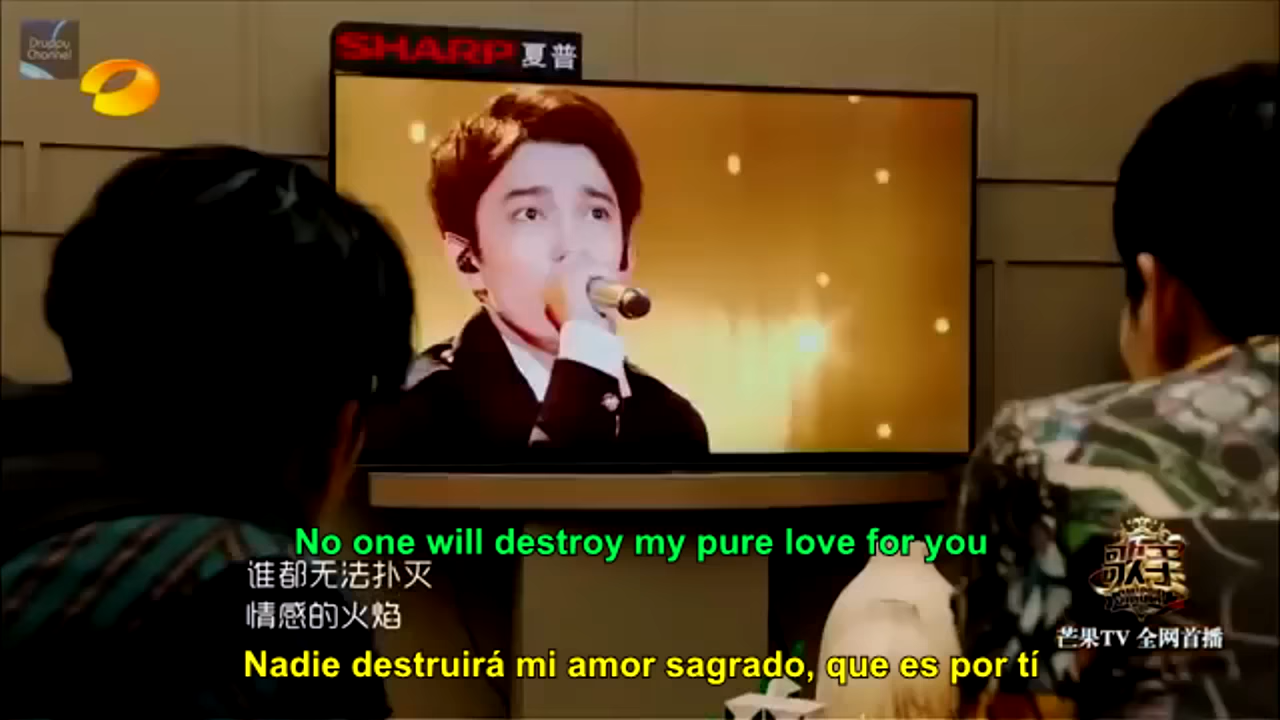 Druppy
Channel
SHARP 夏普
No one will destroy my pure love for you
谁都无法扑灭
情感的火焰
Nadie destruirá mi amor sagrado, que es por tí
歌手
芒果TV 全网首播